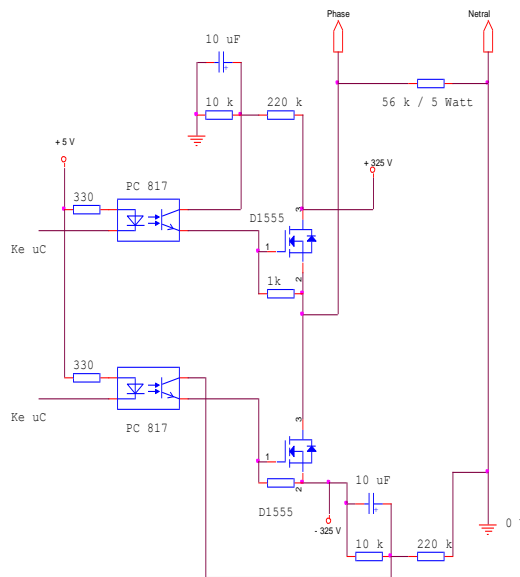 Phase
Netral
10 uF
10 k
220 k
56 k / 5 Watt
+ 5 V
+ 325 V
PC 817
330
D1555
3
Ke uC
1
2
1k
330
3
Ke uC
PC 817
1
2
10 uF
D1555
- 325 V
0
10 k
220 k